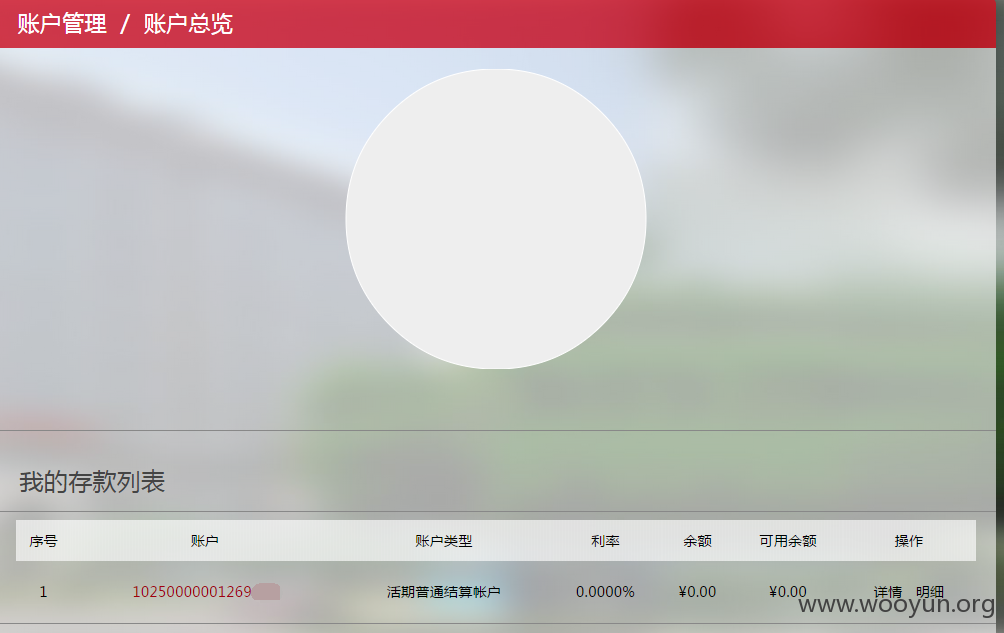 账户管理 / 账户总览
我的存款列表
序号 账户 账户类型 利率 余额 可用余额 操作
1 10250000001269 活期普通结算帐户 0.0000% ¥0.00 ¥0.00 详情 明细
www.wooyun.org